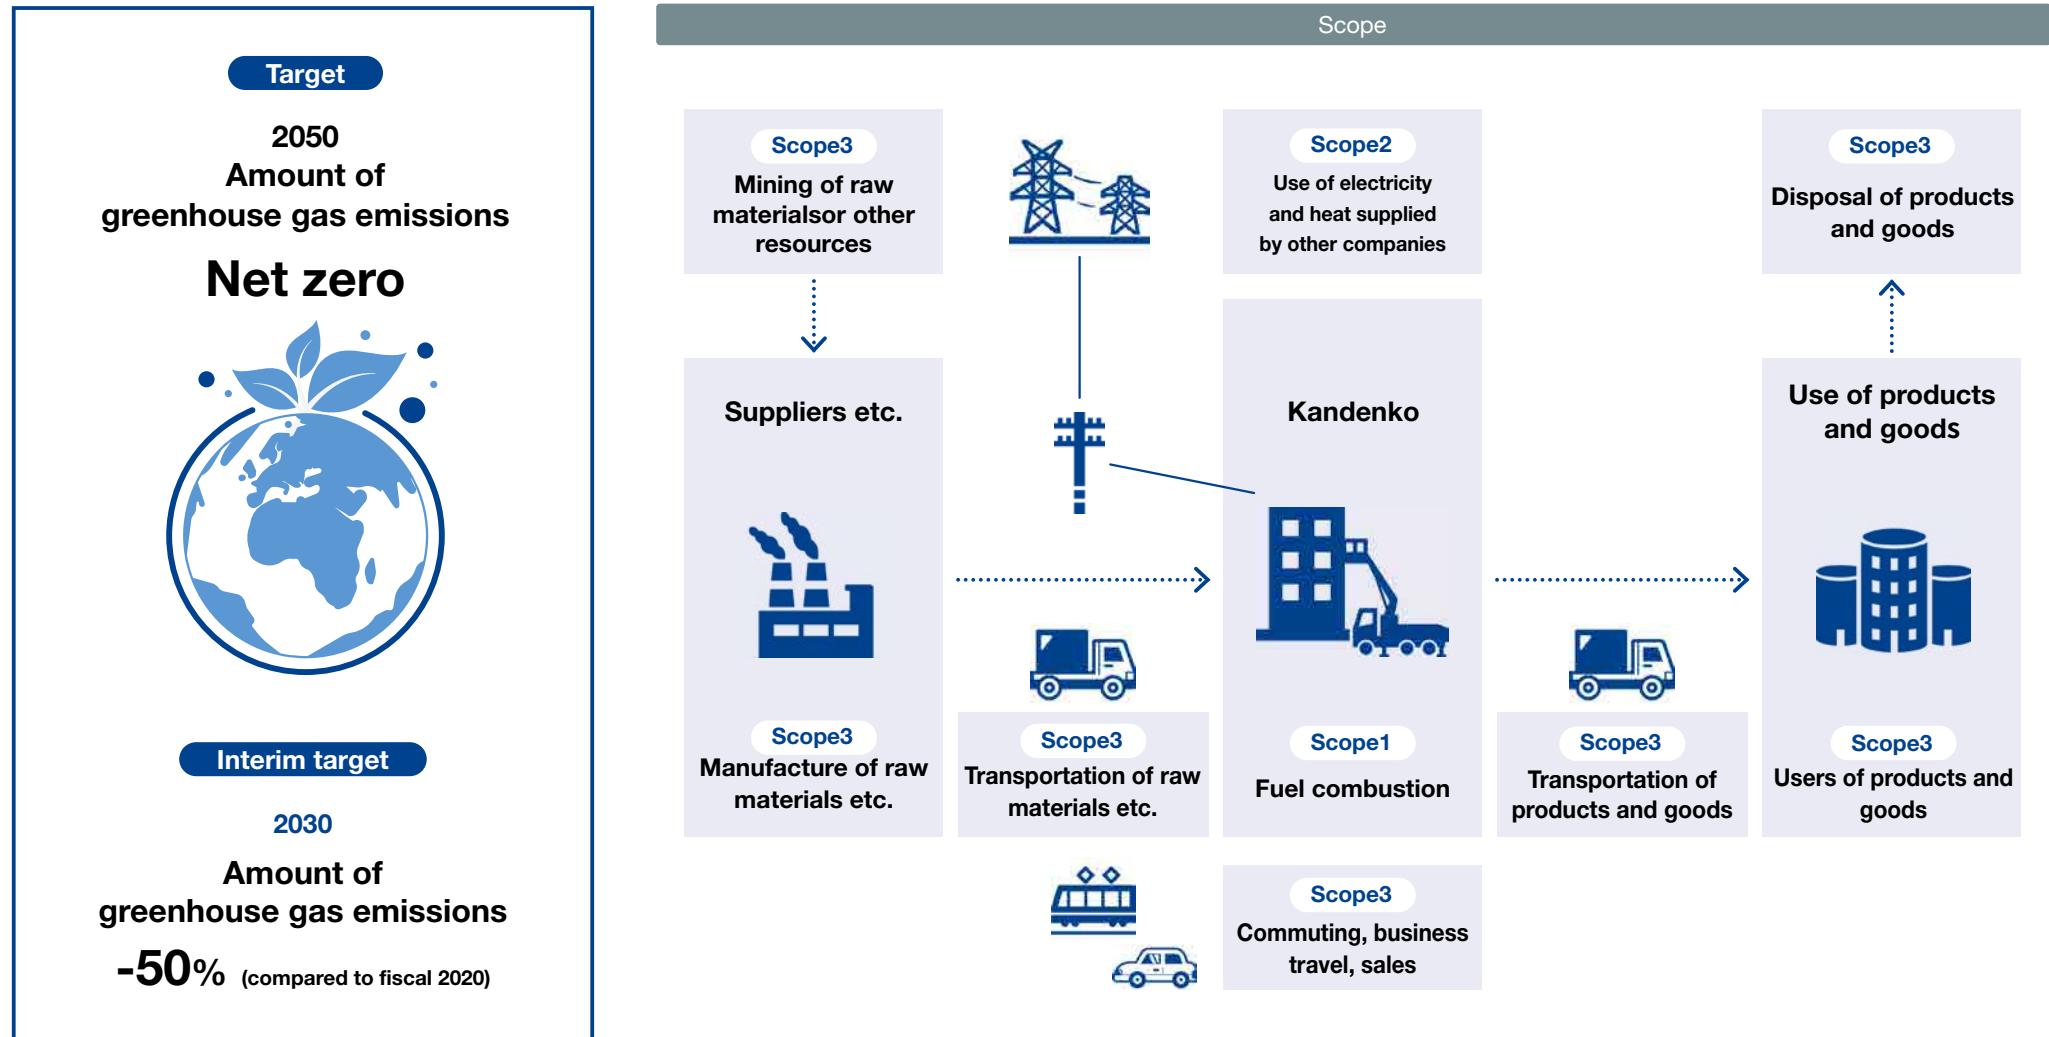 Target
2050
Amount of
greenhouse gas emissions
Net zero
Interim target
2030
Amount of
greenhouse gas emissions
-50% (compared to fiscal 2020)
Scope
Scope3
Mining of raw
materialsor other
resources
Scope2
Use of electricity
and heat supplied
by other companies
Scope3
Disposal of products
and goods
Suppliers etc.
Kandenko
Use of products
and goods
Scope3
Manufacture of raw
materials etc.
Scope3
Transportation of raw
materials etc.
Scope1
Fuel combustion
Scope3
Transportation of
products and goods
Scope3
Users of products and
goods
Scope3
Commuting, business
travel, sales